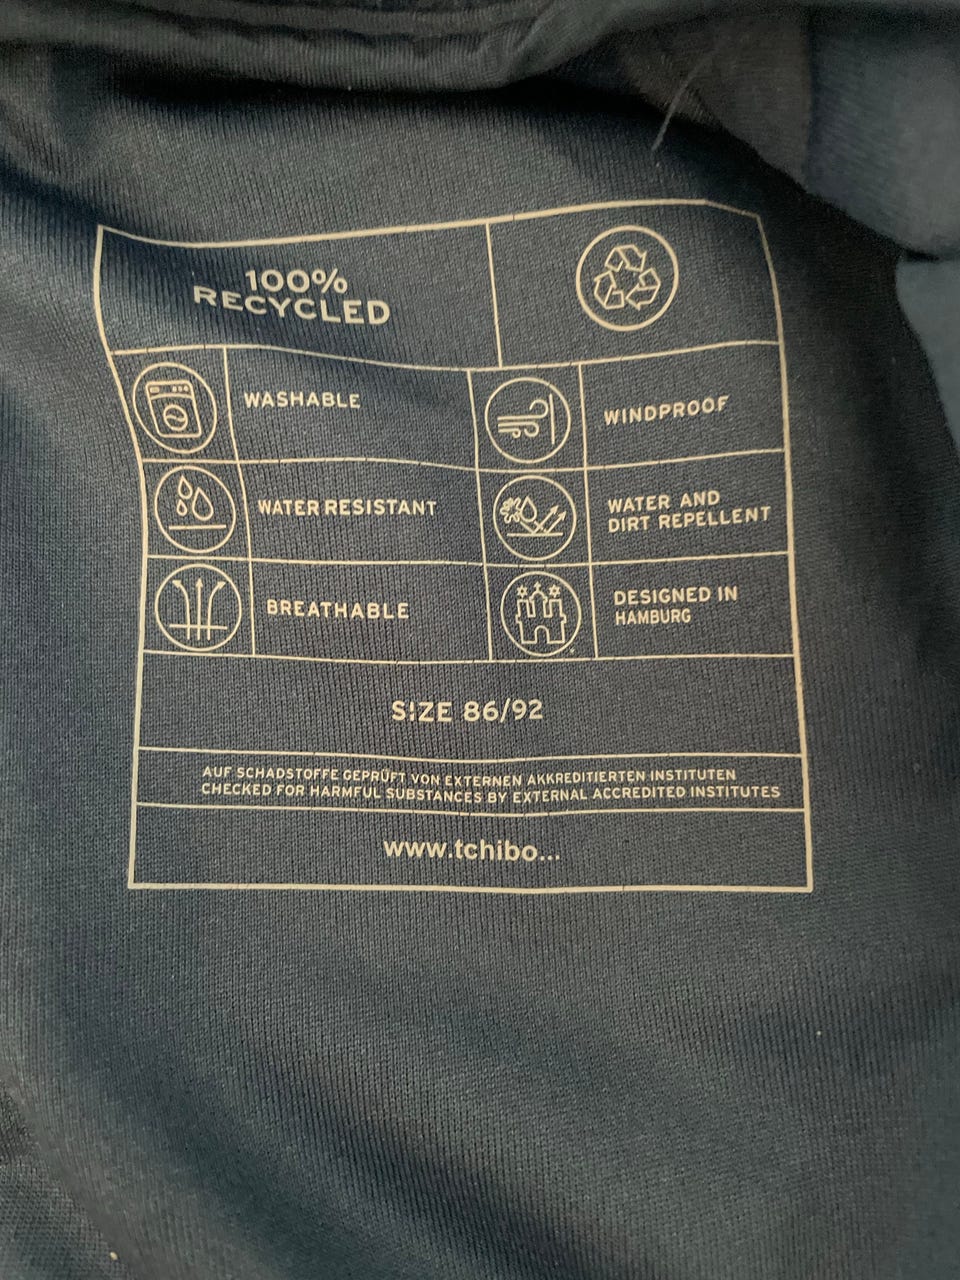 100%
RECYCLED
WASHABLE
WINDPROOF
WATER RESISTANT
WATER AND
DIRT REPELLENT
BREATHABLE
DESIGNED IN
HAMBURG
SIZE 86/92
AUF SCHADSTOFFE GEPRÜFT VON EXTERNEN AKKREDITIERTEN INSTITUTEN
CHECKED FOR HARMFUL SUBSTANCES BY EXTERNAL ACCREDITED INSTITUTES
www.tchibo...